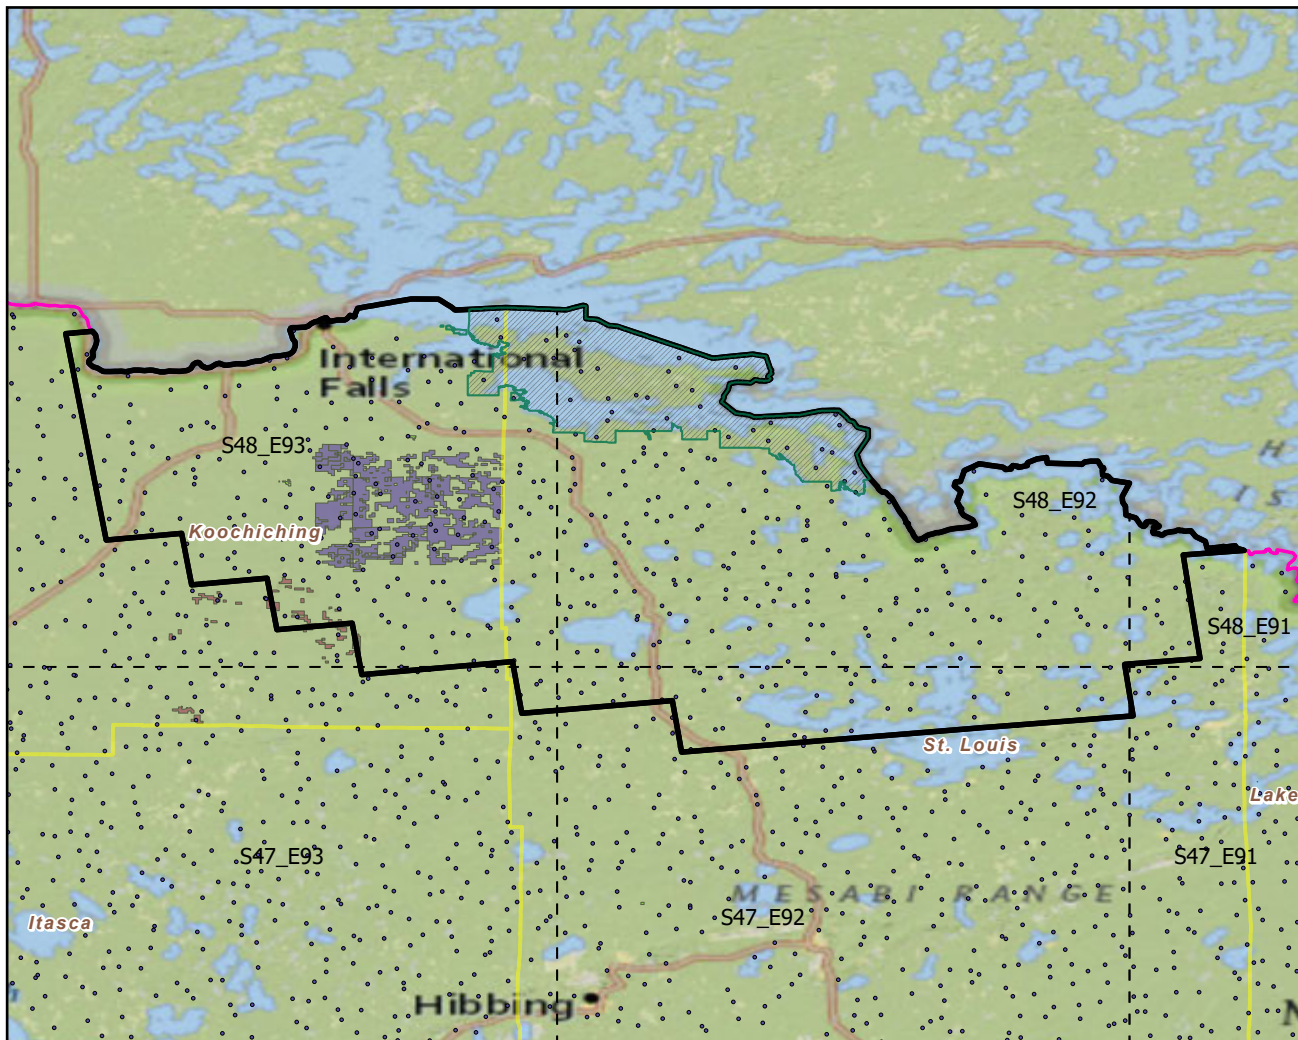 International
Falls
S48_E93
H
I S
S48_E92
Koochiching
S48_E91
St. Louis
Lake
S47_E93
S47_E91
MESABI RANGE
S47_E92
Itasca
Hibbing